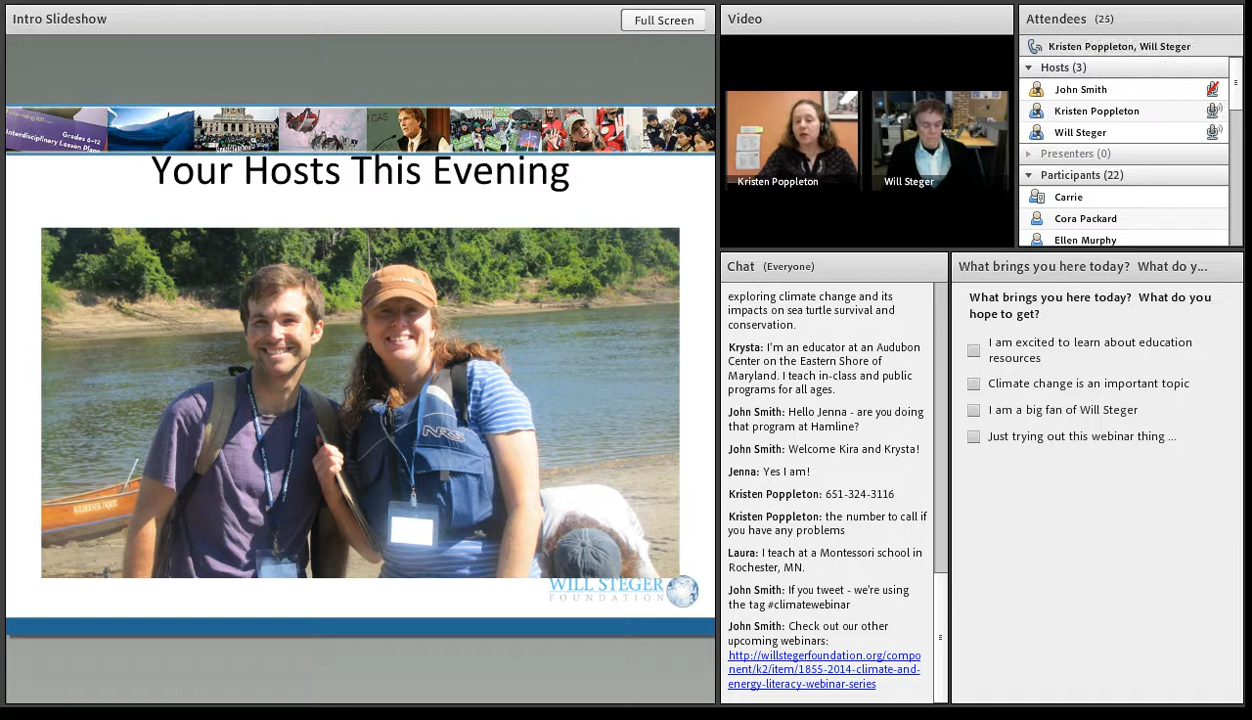 Intro Slideshow
Full Screen
Interdisciplinary Lesson Plans
Grades 6-12
CAS
Your Hosts This Evening
NRS
WILL STEGER
FOUNDATION
Video
Kristen Poppleton
Will Steger
Attendees (25)
Kristen Poppleton, Will Steger
Hosts (3)
John Smith
Kristen Poppleton
Will Steger
Presenters (0)
Participants (22)
Carrie
Cora Packard
Ellen Murphy
Chat (Everyone)
exploring climate change and its
impacts on sea turtle survival and
conservation.
Krysta: I'm an educator at an Audubon
Center on the Eastern Shore of
Maryland. I teach in-class and public
programs for all ages.
John Smith: Hello Jenna - are you doing
that program at Hamline?
John Smith: Welcome Kira and Krysta!
Jenna: Yes I am!
Kristen Poppleton: 651-324-3116
Kristen Poppleton: the number to call if
you have any problems
Laura: I teach at a Montessori school in
Rochester, MN.
John Smith: If you tweet - we're using
the tag #climatewebinar
John Smith: Check out our other
upcoming webinars:
http://willstegerfoundation.org/compo
nent/k2/item/1855-2014-climate-and-
energy-literacy-webinar-series
What brings you here today? What do y...
What brings you here today? What do you
hope to get?
I am excited to learn about education
resources
Climate change is an important topic
I am a big fan of Will Steger
Just trying out this webinar thing ...